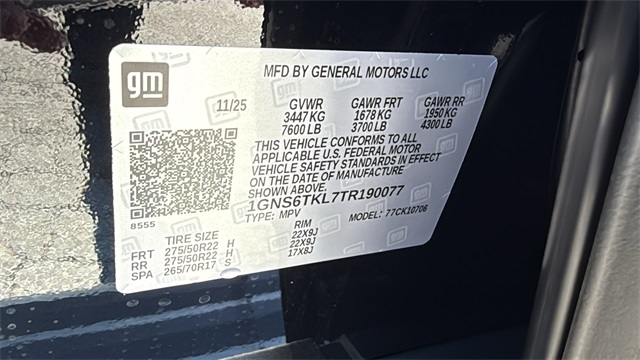 gm
MFD BY GENERAL MOTORS LLC
11/25 GVWR GAWR FRT GAWR RR
3447 KG 1678 KG 1950 KG
7600 LB 3700 LB 4300 LB
THIS VEHICLE CONFORMS TO ALL
APPLICABLE U.S. FEDERAL MOTOR
VEHICLE SAFETY STANDARDS IN EFFECT
ON THE DATE OF MANUFACTURE
SHOWN ABOVE.
1GNS6TKL7TR190077
TYPE: MPV MODEL: 77CK10706
8555
TIRE SIZE RIM
FRT 275/50R22 H 22X9J
RR 275/50R22 H 22X9J
SPA 265/70R17 S 17X8J